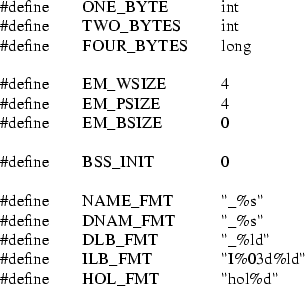 #define ONE_BYTE int
#define TWO_BYTES int
#define FOUR_BYTES long
#define EM_WSIZE 4
#define EM_PSIZE 4
#define EM_BSIZE 0
#define BSS_INIT 0
#define NAME_FMT "_%s"
#define DNAM_FMT "_%s"
#define DLB_FMT "_%ld"
#define ILB_FMT "I%03d%ld"
#define HOL_FMT "hol%d"